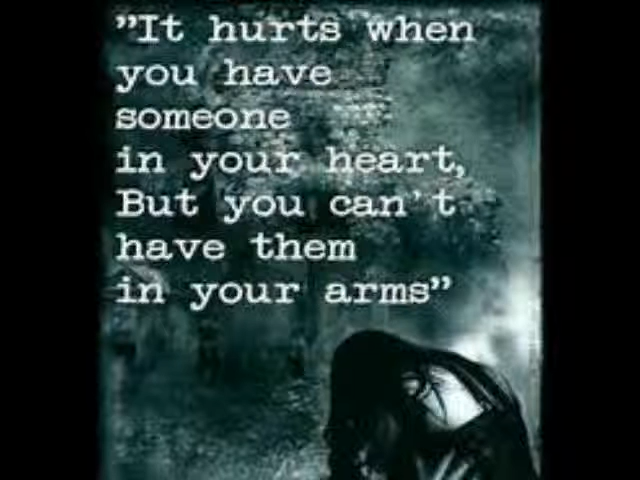 ”It hurts when
you have
someone
in your heart,
But you can't
have them
in your arms”